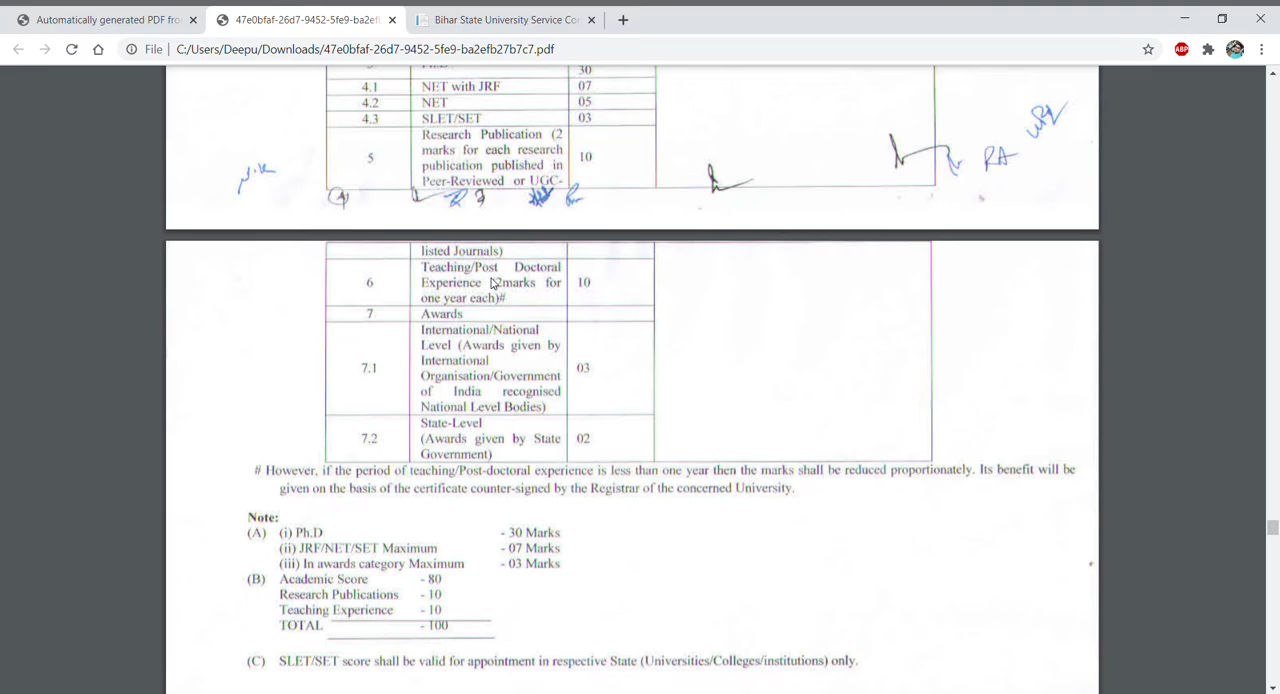 Automatically generated PDF fro
47e0bfaf-26d7-9452-5fe9-ba2ef
Bihar State University Service Co
File
C:/Users/Deepu/Downloads/47e0bfaf-26d7-9452-5fe9-ba2efb27b7c7.pdf
ABP
30
4.1 NET with JRF 07
4.2 NET 05
4.3 SLET/SET 03
5 Research Publication (2 marks for each research publication published in Peer-Reviewed or UGC- 10
RA
listed Journals)
6 Teaching/Post Doctoral Experience (2marks for one year each)# 10
7 Awards
7.1 International/National Level (Awards given by International Organisation/Government of India recognised National Level Bodies) 03
7.2 State-Level (Awards given by State Government) 02
# However, if the period of teaching/Post-doctoral experience is less than one year then the marks shall be reduced proportionately. Its benefit will be
given on the basis of the certificate counter-signed by the Registrar of the concerned University.
Note:
(A) (i) Ph.D - 30 Marks
(ii) JRF/NET/SET Maximum - 07 Marks
(iii) In awards category Maximum - 03 Marks
(B) Academic Score - 80
Research Publications - 10
Teaching Experience - 10
TOTAL - 100
(C) SLET/SET score shall be valid for appointment in respective State (Universities/Colleges/institutions) only.